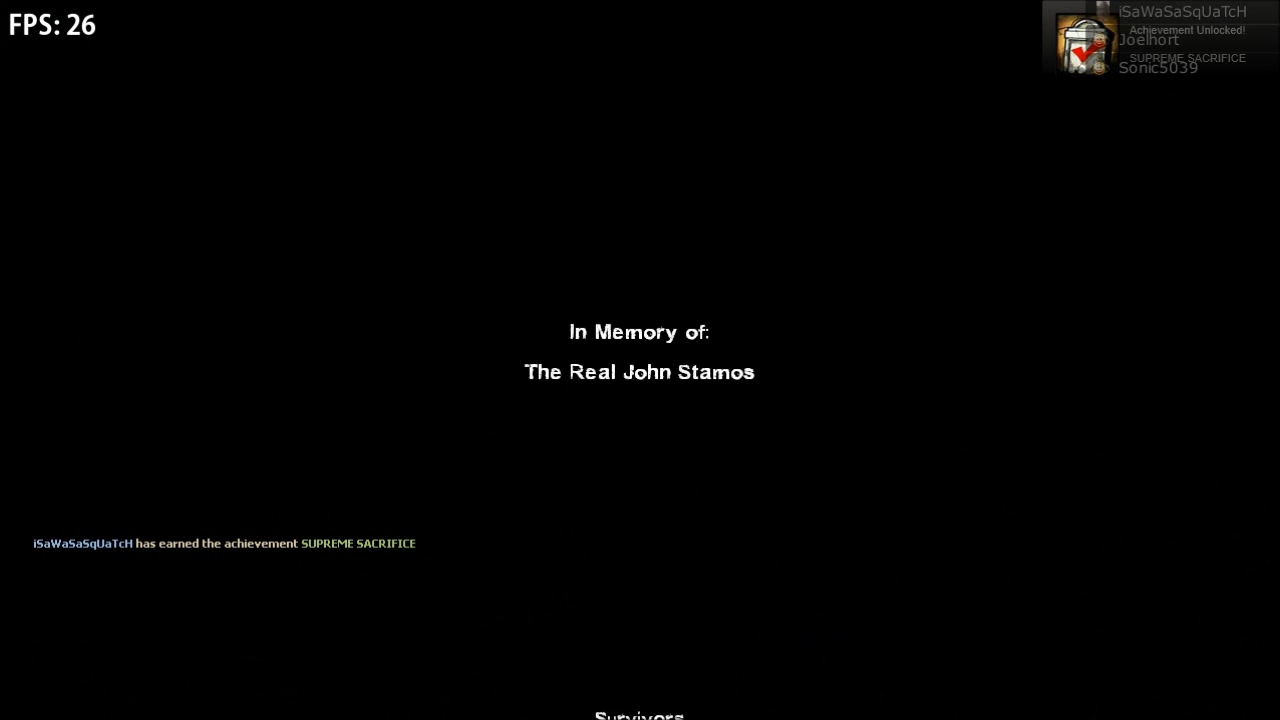 FPS: 26
iSaWaSaSqUaTcH
Achievement Unlocked!
Joelhort
SUPREME SACRIFICE
Sonic5039
In Memory of:
The Real John Stamos
iSaWaSaSqUaTcH has earned the achievement SUPREME SACRIFICE
Survivors